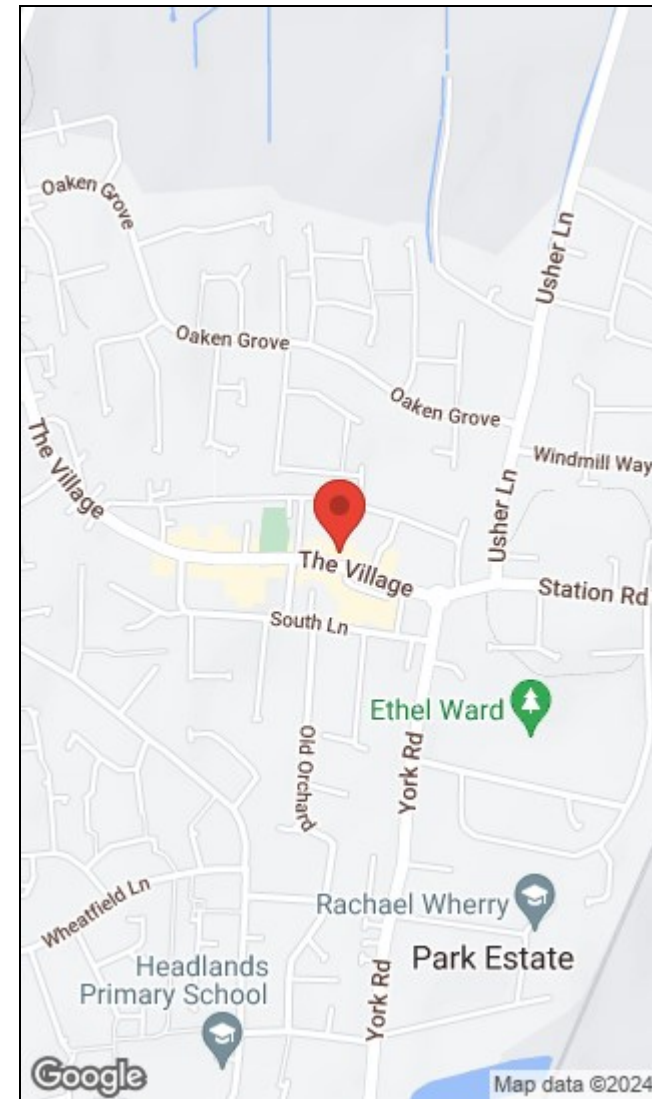 Oaken Grove
Usher Ln
Oaken Grove
Oaken Grove
The Village
Windmill Way
Usher Ln
The Village
Station Rd
South Ln
Ethel Ward
Old Orchard
York Rd
Wheatfield Ln
Rachael Wherry
Park Estate
Headlands
Primary School
York Rd
Google
Map data ©2024